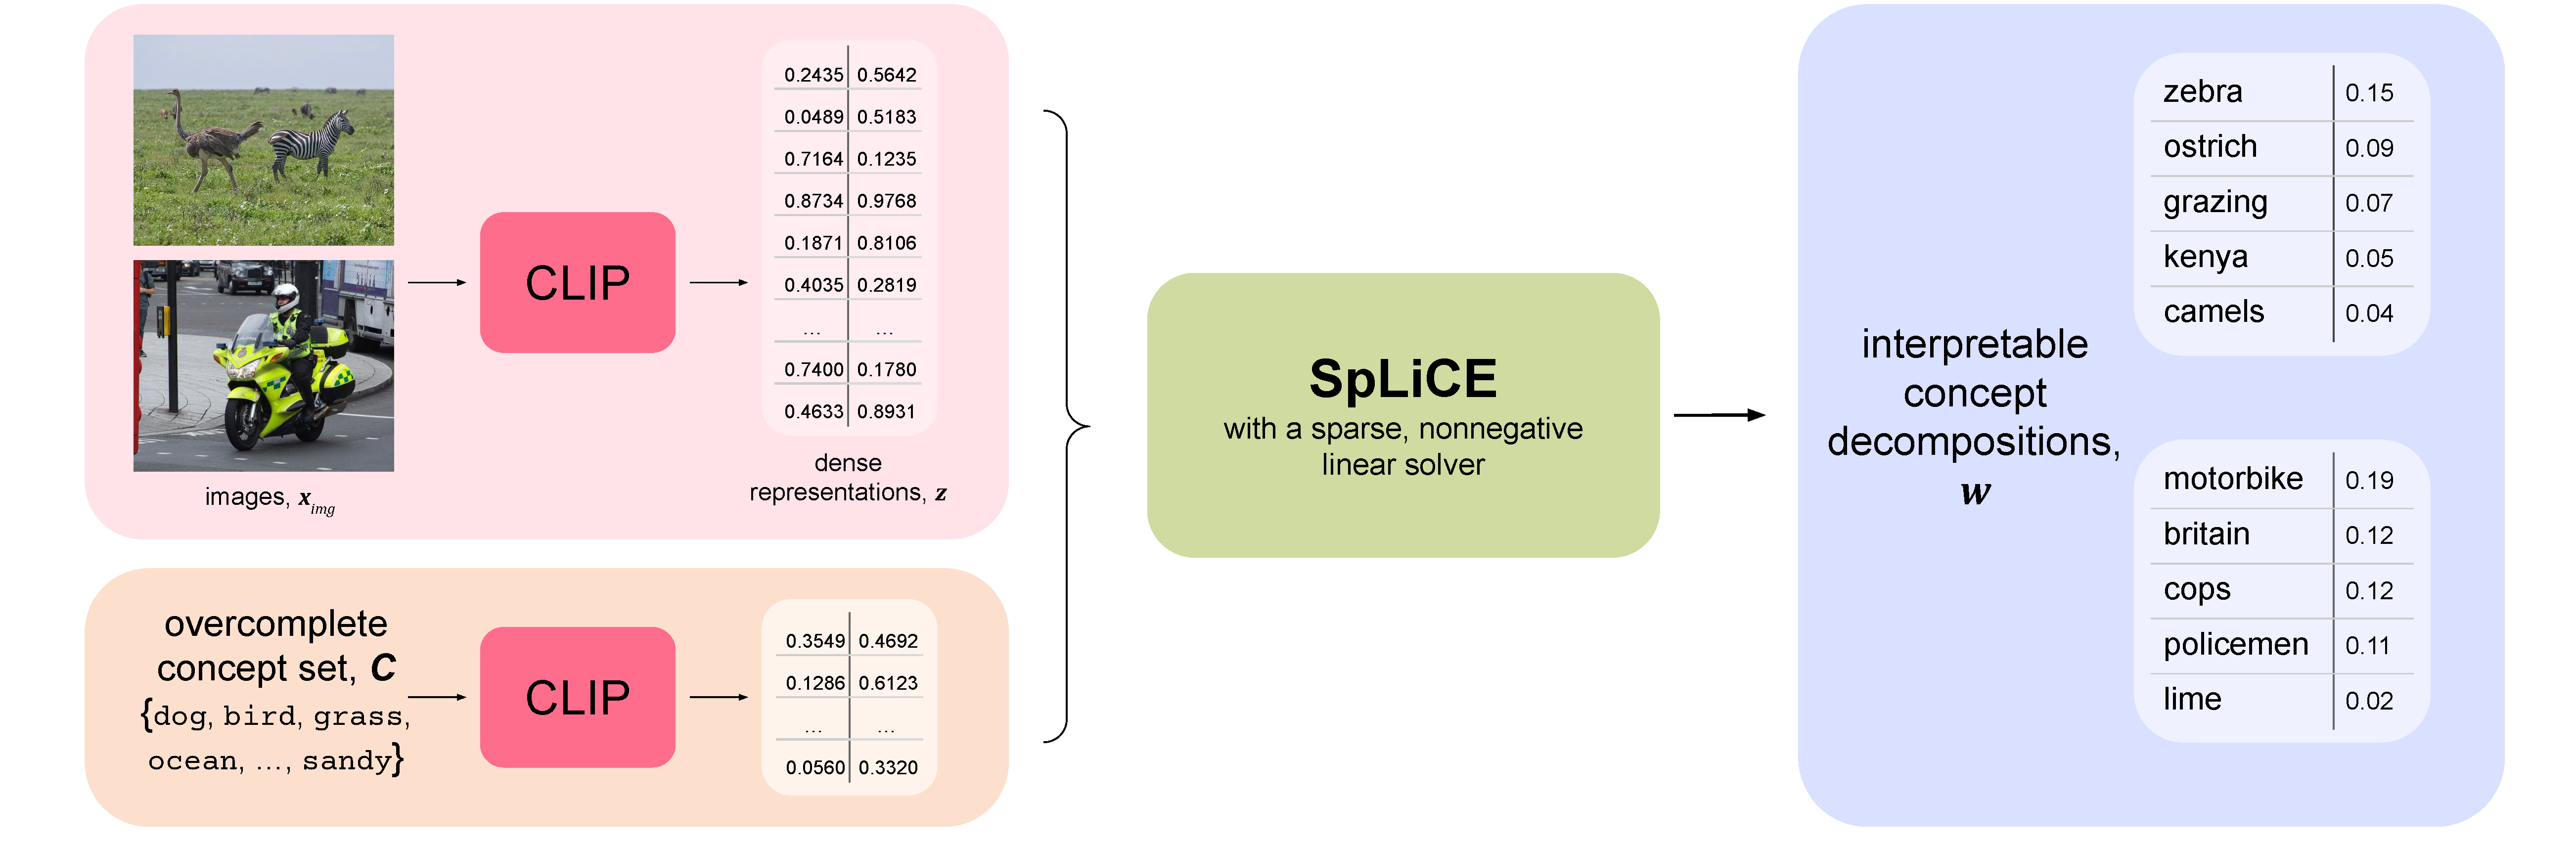 0.2435 0.5642
0.0489 0.5183
0.7164 0.1235
0.8734 0.9768
0.1871 0.8106
0.4035 0.2819
... ...
0.7400 0.1780
0.4633 0.8931
CLIP
images, x_img
dense
representations, z
overcomplete
concept set, C
{dog, bird, grass,
ocean, ..., sandy}
CLIP
0.3549 0.4692
0.1286 0.6123
... ...
0.0560 0.3320
SpLiCE
with a sparse, nonnegative
linear solver
interpretable
concept
decompositions,
w
zebra 0.15
ostrich 0.09
grazing 0.07
kenya 0.05
camels 0.04
motorbike 0.19
britain 0.12
cops 0.12
policemen 0.11
lime 0.02